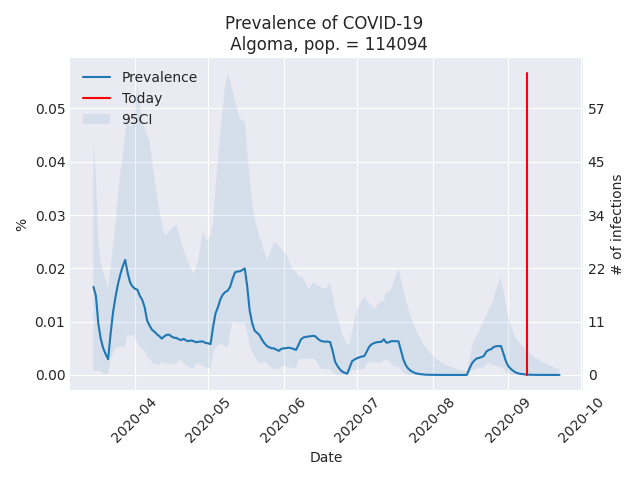 Prevalence of COVID-19
Algoma, pop. = 114094
Prevalence
Today
95CI
0.05
0.04
0.03
0.02
0.01
0.00
%
57
45
34
22
11
0
# of infections
2020-04
2020-05
2020-06
2020-07
2020-08
2020-09
2020-10
Date